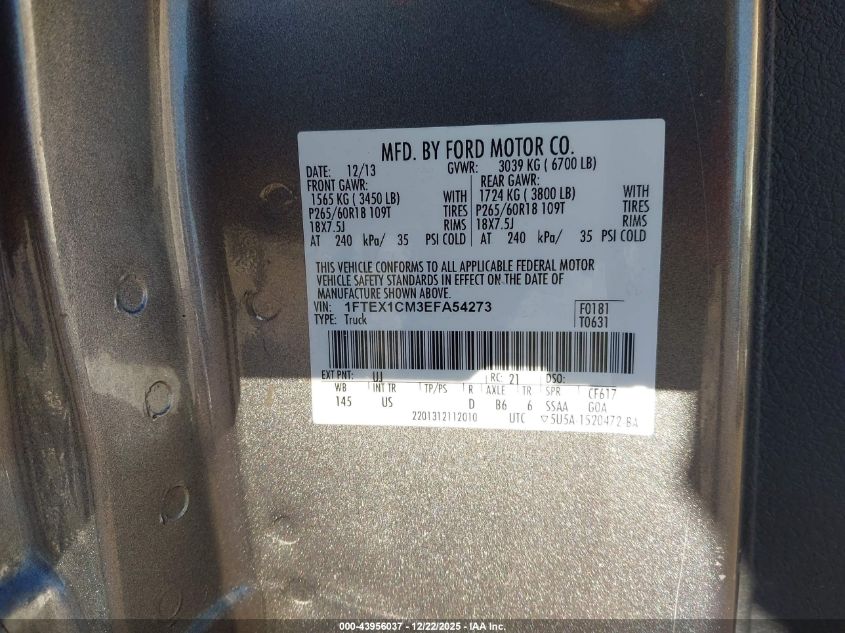 MFD. BY FORD MOTOR CO.
DATE: 12/13 GVWR: 3039 KG ( 6700 LB)
FRONT GAWR: REAR GAWR:
1565 KG ( 3450 LB) WITH 1724 KG ( 3800 LB) WITH
P265/60R18 109T TIRES P265/60R18 109T TIRES
18X7.5J RIMS 18X7.5J RIMS
AT 240 kPa/ 35 PSI COLD AT 240 kPa/ 35 PSI COLD
THIS VEHICLE CONFORMS TO ALL APPLICABLE FEDERAL MOTOR
VEHICLE SAFETY STANDARDS IN EFFECT ON THE DATE OF
MANUFACTURE SHOWN ABOVE.
VIN: 1FTEX1CM3EFA54273 F0181
TYPE: Truck T0631
EXT PNT: UJ RC: 21 DSO:
WB INT TR TP/PS R AXLE TR SPR CF617
145 US D B6 6 SSAA GOA
2201312112010 UTC ▽5U5A-1520472-BA
000-43956037 - 12/22/2025 - IAA Inc.